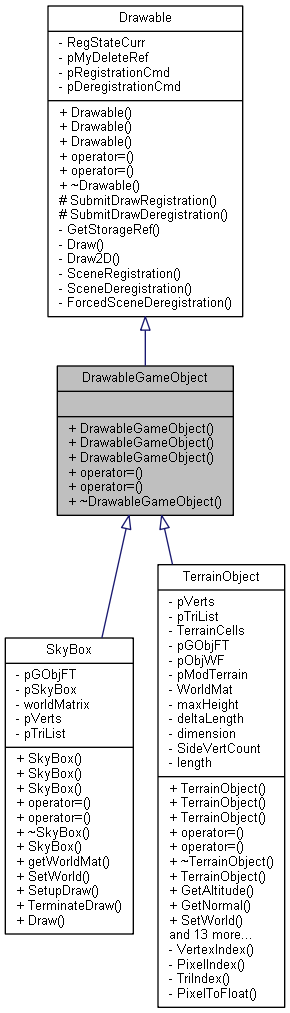 Drawable
- RegStateCurr
- pMyDeleteRef
- pRegistrationCmd
- pDeregistrationCmd
+ Drawable()
+ Drawable()
+ Drawable()
+ operator=()
+ operator=()
+ ~Drawable()
# SubmitDrawRegistration()
# SubmitDrawDeregistration()
- GetStorageRef()
- Draw()
- Draw2D()
- SceneRegistration()
- SceneDeregistration()
- ForcedSceneDeregistration()
DrawableGameObject
+ DrawableGameObject()
+ DrawableGameObject()
+ DrawableGameObject()
+ operator=()
+ operator=()
+ ~DrawableGameObject()
SkyBox
- pGObjFT
- pSkyBox
- worldMatrix
- pVerts
- pTriList
+ SkyBox()
+ SkyBox()
+ SkyBox()
+ operator=()
+ operator=()
+ ~SkyBox()
+ SkyBox()
+ getWorldMat()
+ SetWorld()
+ SetupDraw()
+ TerminateDraw()
+ Draw()
TerrainObject
- pVerts
- pTriList
- TerrainCells
- pGObjFT
- pObjWF
- pModTerrain
- WorldMat
- maxHeight
- deltaLength
- dimension
- SideVertCount
- length
+ TerrainObject()
+ TerrainObject()
+ TerrainObject()
+ operator=()
+ operator=()
+ ~TerrainObject()
+ TerrainObject()
+ GetAltitude()
+ GetNormal()
+ SetWorld()
and 13 more...
- VertexIndex()
- PixelIndex()
- TriIndex()
- PixelToFloat()